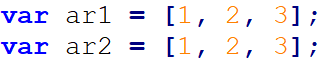 var ar1 = [1, 2, 3];
var ar2 = [1, 2, 3];